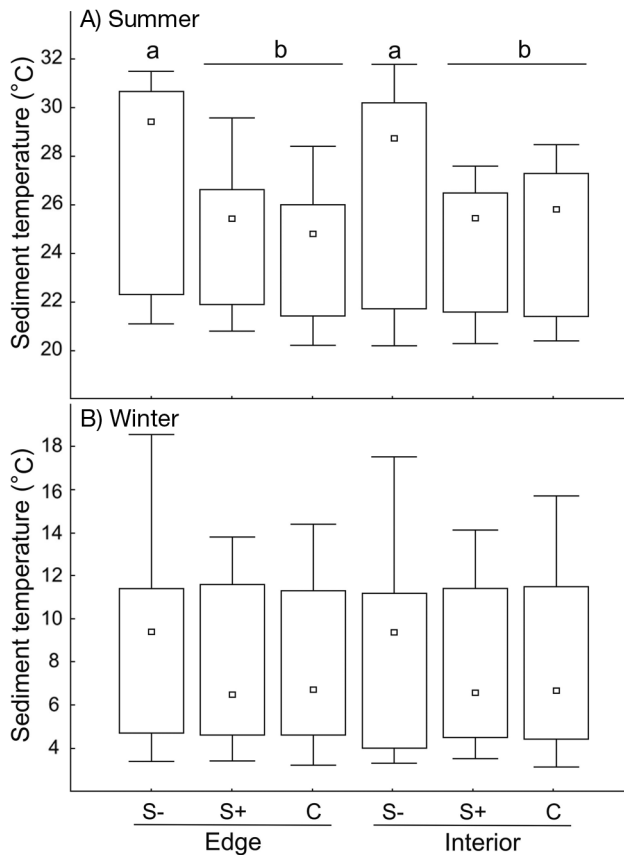 A) Summer
Sediment temperature (°C)
32
30
28
26
24
22
20
a
b
a
b
B) Winter
Sediment temperature (°C)
18
16
14
12
10
8
6
4
S- S+ C S- S+ C
Edge Interior